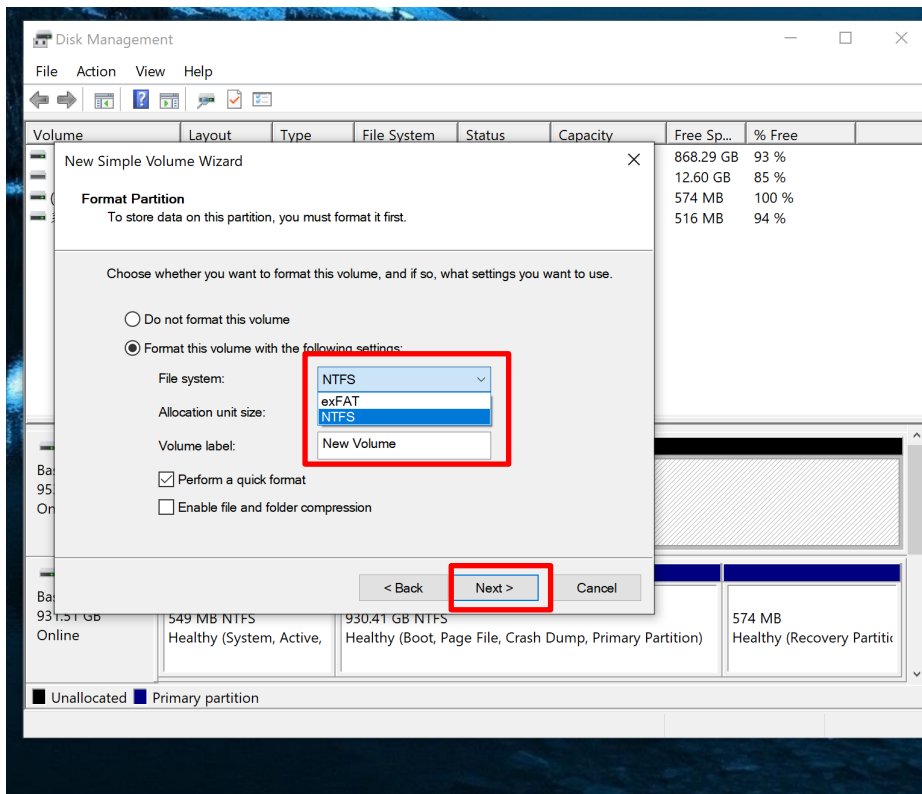 Disk Management
File Action View Help
Volume Layout Type File System Status Capacity Free Sp... % Free
868.29 GB 93 %
12.60 GB 85 %
574 MB 100 %
516 MB 94 %
New Simple Volume Wizard
Format Partition
To store data on this partition, you must format it first.
Choose whether you want to format this volume, and if so, what settings you want to use.
Do not format this volume
Format this volume with the following settings:
File system: NTFS
exFAT
NTFS
Allocation unit size:
Volume label: New Volume
Perform a quick format
Enable file and folder compression
< Back Next > Cancel
Ba
95
On
Ba
931.51 GB
Online
549 MB NTFS
Healthy (System, Active,
930.41 GB NTFS
Healthy (Boot, Page File, Crash Dump, Primary Partition)
574 MB
Healthy (Recovery Partitic
Unallocated Primary partition